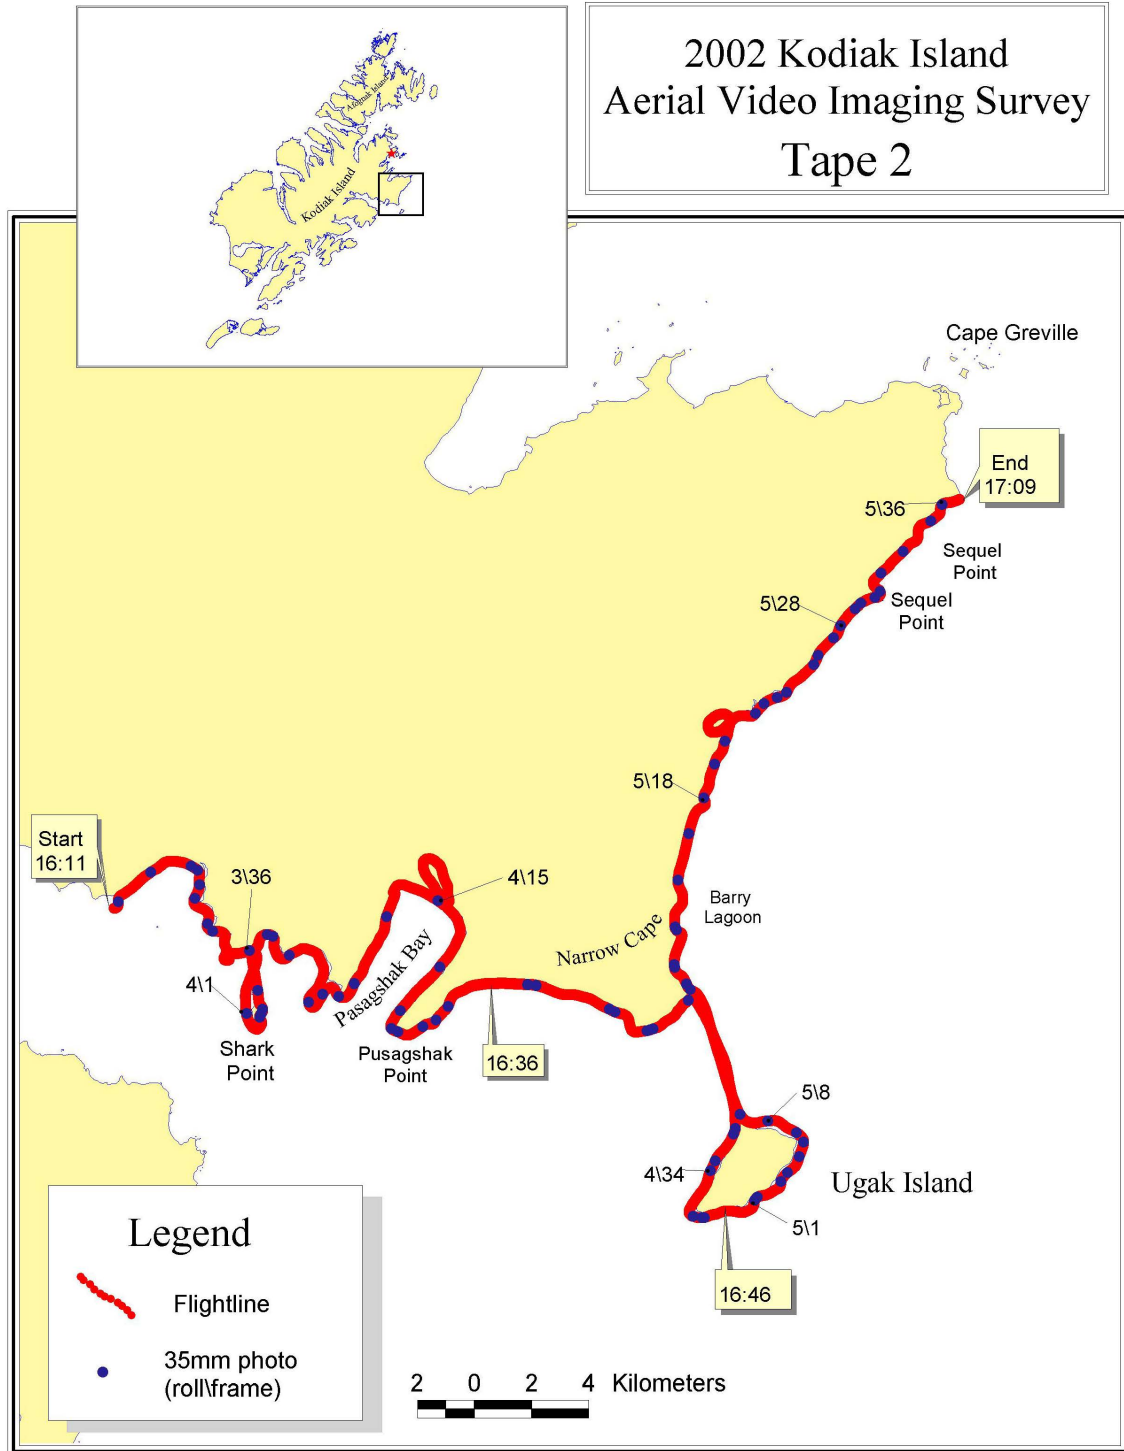 2002 Kodiak Island
Aerial Video Imaging Survey
Tape 2
Afognak Island
Kodiak Island
Cape Greville
End
17:09
5\36
Sequel
Point
5\28
Sequel
Point
5\18
Start
16:11
3\36
4\15
Barry
Lagoon
Narrow Cape
Pasagshak Bay
4\1
Shark
Point
Pusagshak
Point
16:36
5\8
4\34
Ugak Island
5\1
16:46
Legend
Flightline
35mm photo
(roll\frame)
2 0 2 4 Kilometers